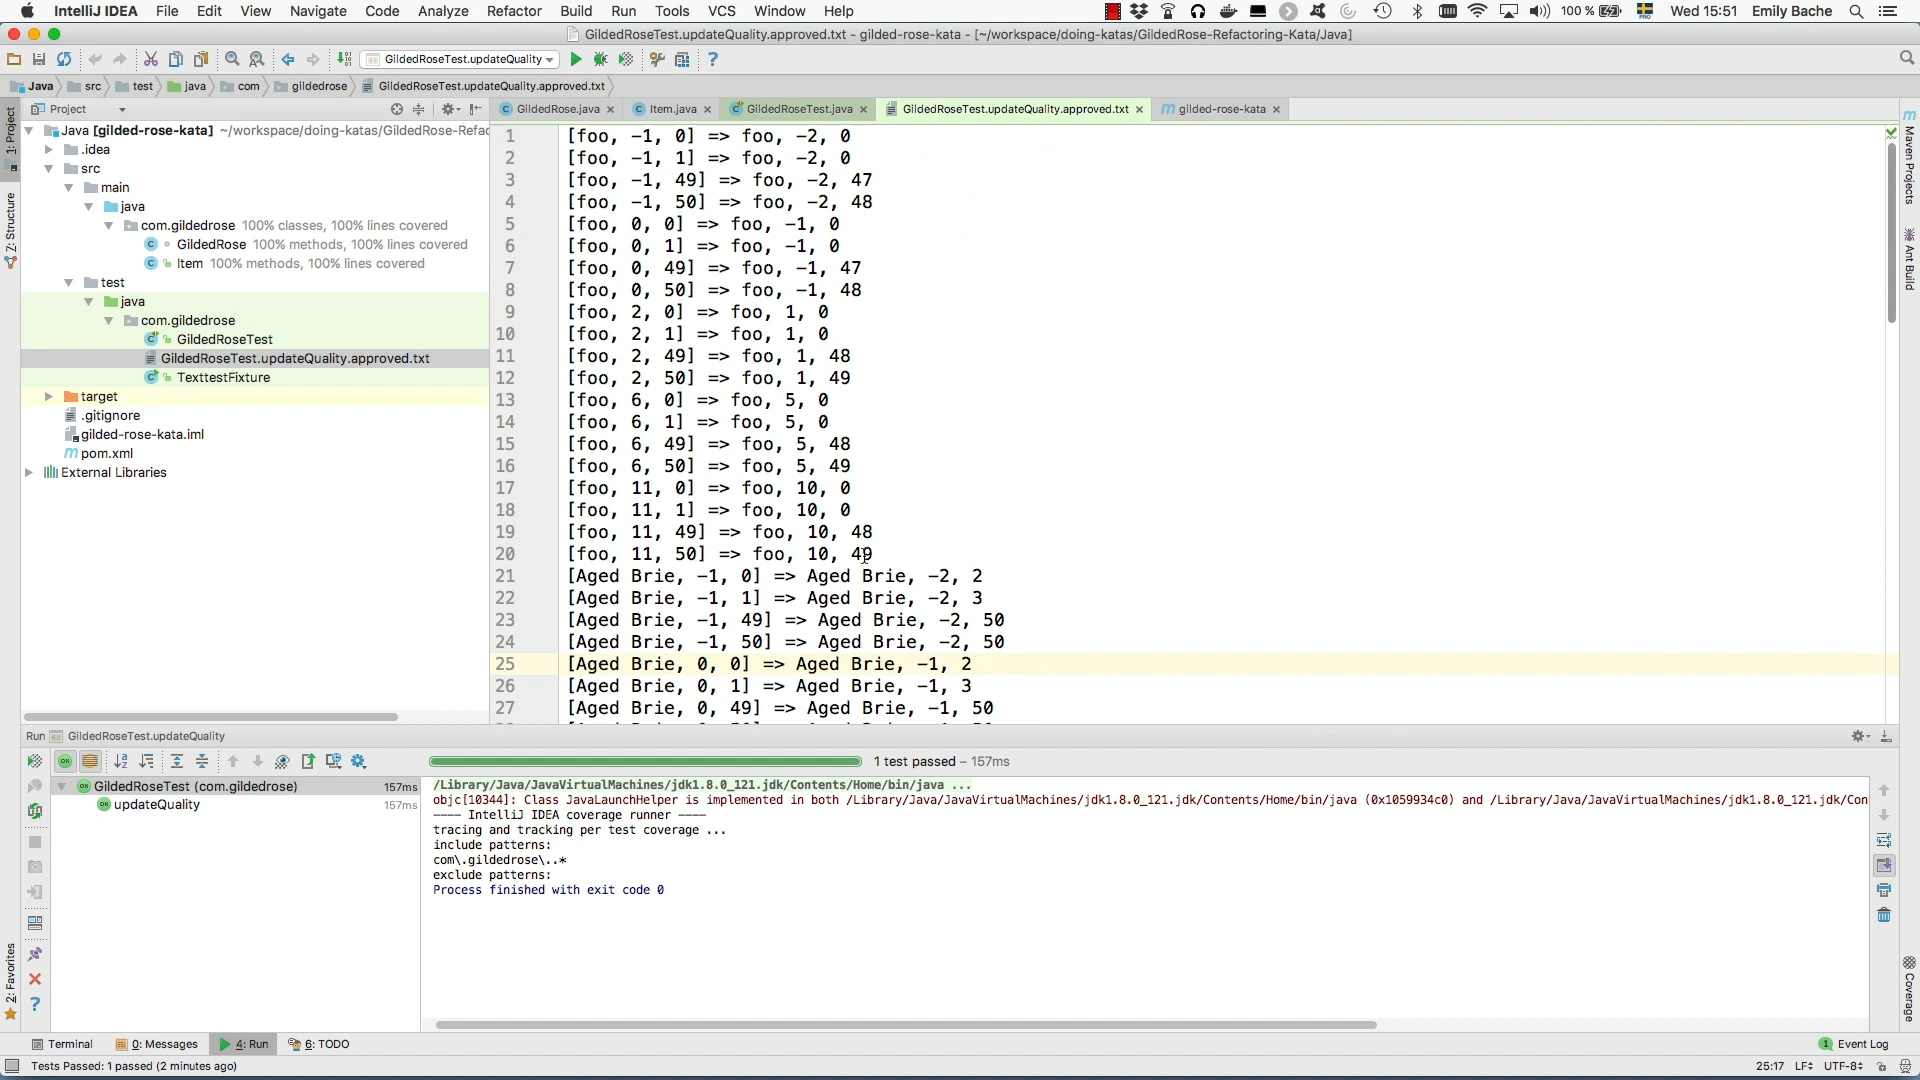 IntelliJ IDEA File Edit View Navigate Code Analyze Refactor Build Run Tools VCS Window Help 100 % Wed 15:51 Emily Bache
GildedRoseTest.updateQuality.approved.txt - gilded-rose-kata - [~/workspace/doing-katas/GildedRose-Refactoring-Kata/Java]
GildedRoseTest.updateQuality
Java src test java com gildedrose GildedRoseTest.updateQuality.approved.txt
Project
GildedRose.java Item.java GildedRoseTest.java GildedRoseTest.updateQuality.approved.txt gilded-rose-kata
1: Project
Z: Structure
2: Favorites
Java [gilded-rose-kata] ~/workspace/doing-katas/GildedRose-Refac
.idea
src
main
java
com.gildedrose 100% classes, 100% lines covered
GildedRose 100% methods, 100% lines covered
Item 100% methods, 100% lines covered
test
java
com.gildedrose
GildedRoseTest
GildedRoseTest.updateQuality.approved.txt
TexttestFixture
target
.gitignore
gilded-rose-kata.iml
pom.xml
External Libraries
1 [foo, -1, 0] => foo, -2, 0
2 [foo, -1, 1] => foo, -2, 0
3 [foo, -1, 49] => foo, -2, 47
4 [foo, -1, 50] => foo, -2, 48
5 [foo, 0, 0] => foo, -1, 0
6 [foo, 0, 1] => foo, -1, 0
7 [foo, 0, 49] => foo, -1, 47
8 [foo, 0, 50] => foo, -1, 48
9 [foo, 2, 0] => foo, 1, 0
10 [foo, 2, 1] => foo, 1, 0
11 [foo, 2, 49] => foo, 1, 48
12 [foo, 2, 50] => foo, 1, 49
13 [foo, 6, 0] => foo, 5, 0
14 [foo, 6, 1] => foo, 5, 0
15 [foo, 6, 49] => foo, 5, 48
16 [foo, 6, 50] => foo, 5, 49
17 [foo, 11, 0] => foo, 10, 0
18 [foo, 11, 1] => foo, 10, 0
19 [foo, 11, 49] => foo, 10, 48
20 [foo, 11, 50] => foo, 10, 49
21 [Aged Brie, -1, 0] => Aged Brie, -2, 2
22 [Aged Brie, -1, 1] => Aged Brie, -2, 3
23 [Aged Brie, -1, 49] => Aged Brie, -2, 50
24 [Aged Brie, -1, 50] => Aged Brie, -2, 50
25 [Aged Brie, 0, 0] => Aged Brie, -1, 2
26 [Aged Brie, 0, 1] => Aged Brie, -1, 3
27 [Aged Brie, 0, 49] => Aged Brie, -1, 50
Maven Projects
Ant Build
Coverage
Run GildedRoseTest.updateQuality
1 test passed – 157ms
GildedRoseTest (com.gildedrose) 157ms
updateQuality 157ms
/Library/Java/JavaVirtualMachines/jdk1.8.0_121.jdk/Contents/Home/bin/java ...
objc[10344]: Class JavaLaunchHelper is implemented in both /Library/Java/JavaVirtualMachines/jdk1.8.0_121.jdk/Contents/Home/bin/java (0x1059934c0) and /Library/Java/JavaVirtualMachines/jdk1.8.0_121.jdk/Con
---- IntelliJ IDEA coverage runner ----
tracing and tracking per test coverage ...
include patterns:
com\.gildedrose\..*
exclude patterns:
Process finished with exit code 0
Terminal 0: Messages 4: Run 6: TODO 1 Event Log
Tests Passed: 1 passed (2 minutes ago) 25:17 LF UTF-8